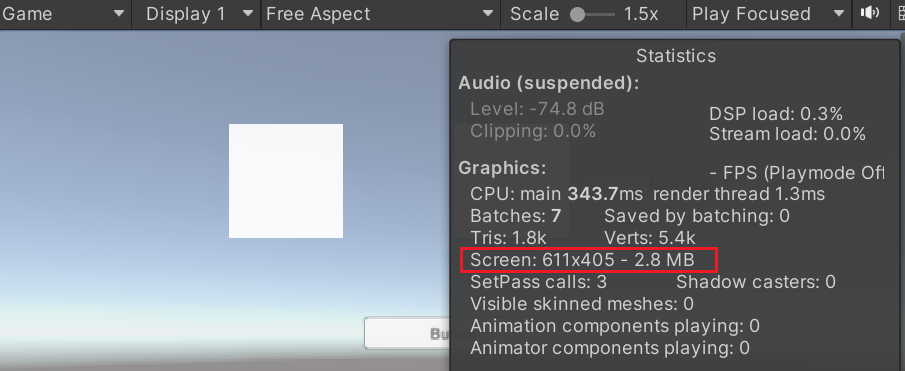 Game Display 1 Free Aspect Scale 1.5x Play Focused
Statistics
Audio (suspended):
Level: -74.8 dB DSP load: 0.3%
Clipping: 0.0% Stream load: 0.0%
Graphics: - FPS (Playmode Off
CPU: main 343.7ms render thread 1.3ms
Batches: 7 Saved by batching: 0
Tris: 1.8k Verts: 5.4k
Screen: 611x405 - 2.8 MB
SetPass calls: 3 Shadow casters: 0
Visible skinned meshes: 0
Animation components playing: 0
Animator components playing: 0